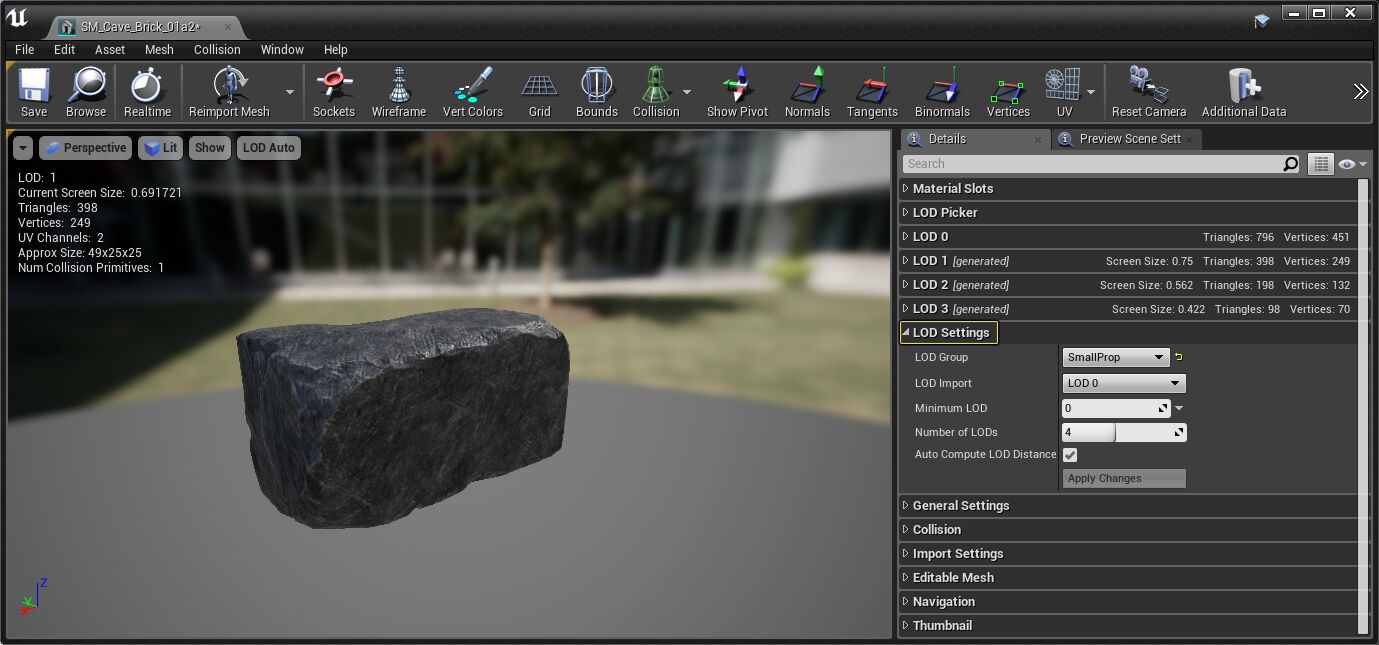 SM_Cave_Brick_01a2*
File Edit Asset Mesh Collision Window Help
Save Browse Realtime Reimport Mesh Sockets Wireframe Vert Colors Grid Bounds Collision Show Pivot Normals Tangents Binormals Vertices UV Reset Camera Additional Data
Perspective Lit Show LOD Auto
LOD: 1
Current Screen Size: 0.691721
Triangles: 398
Vertices: 249
UV Channels: 2
Approx Size: 49x25x25
Num Collision Primitives: 1
Z
Details Preview Scene Sett
Search
Material Slots
LOD Picker
LOD 0 Triangles: 796 Vertices: 451
LOD 1 [generated] Screen Size: 0.75 Triangles: 398 Vertices: 249
LOD 2 [generated] Screen Size: 0.562 Triangles: 198 Vertices: 132
LOD 3 [generated] Screen Size: 0.422 Triangles: 98 Vertices: 70
LOD Settings
LOD Group SmallProp
LOD Import LOD 0
Minimum LOD 0
Number of LODs 4
Auto Compute LOD Distance
Apply Changes
General Settings
Collision
Import Settings
Editable Mesh
Navigation
Thumbnail